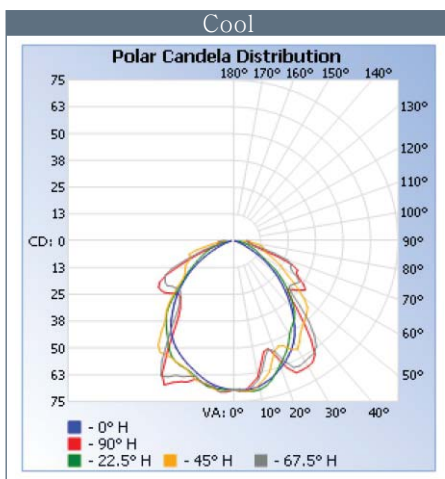 Cool
Polar Candela Distribution
180° 170° 160° 150° 140°
75
63
50
38
25
13
CD: 0
13
25
38
50
63
75
130°
120°
110°
100°
90°
80°
70°
60°
50°
VA: 0° 10° 20° 30° 40°
- 0° H
- 90° H
- 22.5° H - 45° H - 67.5° H